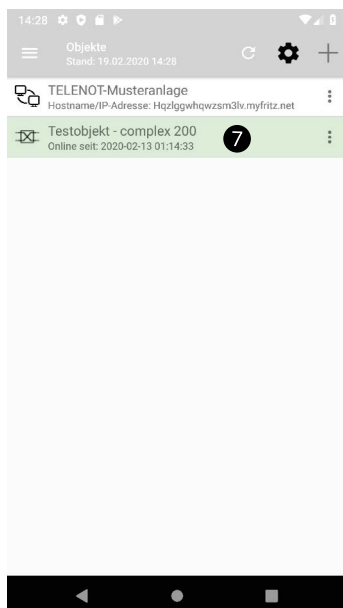 14:28
Objekte
Stand: 19.02.2020 14:28
TELENOT-Musteranlage
Hostname/IP-Adresse: Hqzlggwhqwzsm3lv.myfritz.net
Testobjekt - complex 200
Online seit: 2020-02-13 01:14:33
7